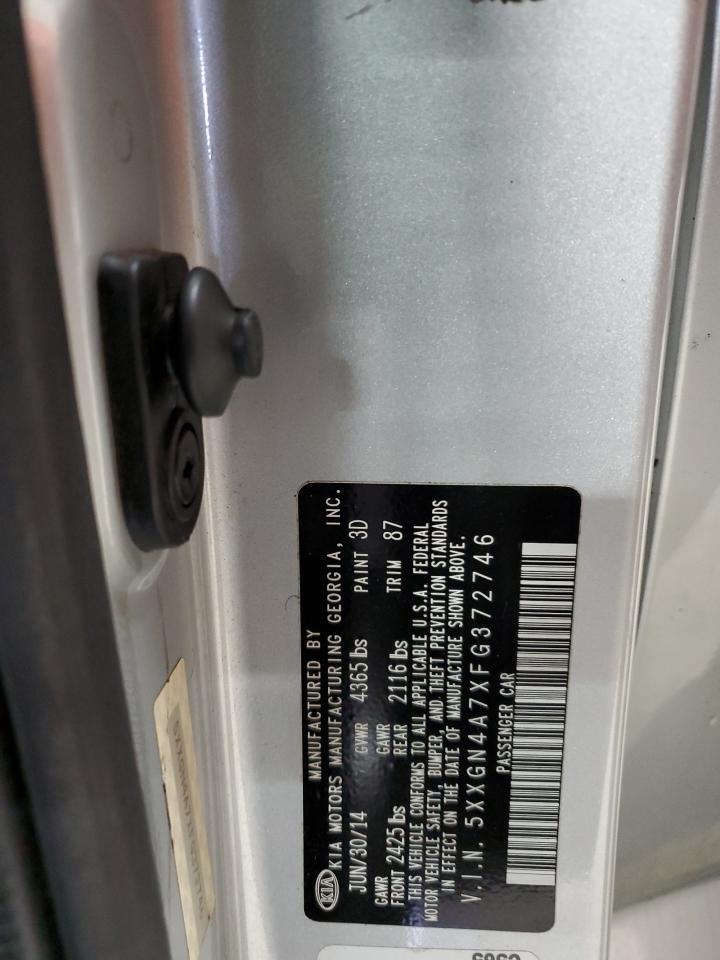 MANUFACTURED BY
KIA KIA MOTORS MANUFACTURING GEORGIA, INC.
JUN/30/14 GVWR 4365 lbs PAINT 3D
GAWR FRONT 2425 lbs GAWR REAR 2116 lbs TRIM 87
THIS VEHICLE CONFORMS TO ALL APPLICABLE U.S.A. FEDERAL
MOTOR VEHICLE SAFETY, BUMPER, AND THEFT PREVENTION STANDARDS
IN EFFECT ON THE DATE OF MANUFACTURE SHOWN ABOVE.
V.I.N. 5XXGN4A7XFG372746
PASSENGER CAR